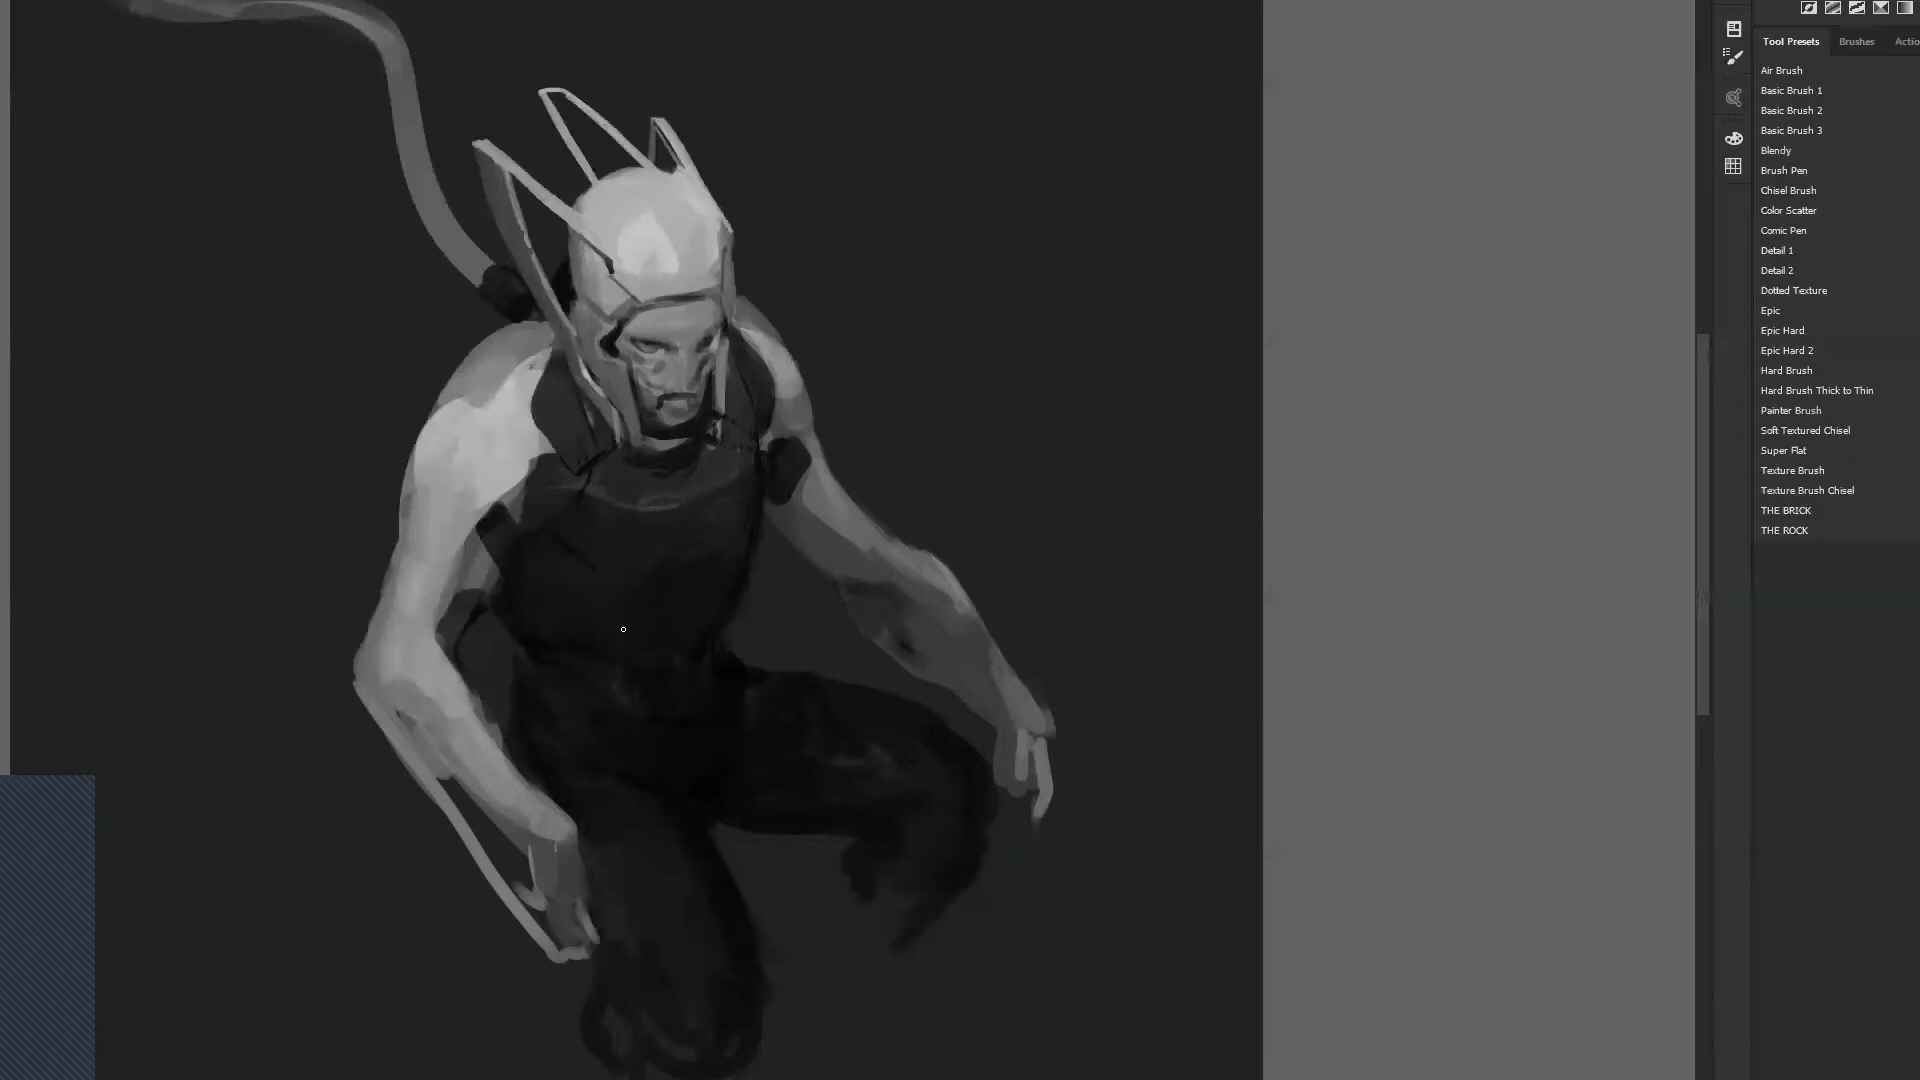 Tool Presets
Brushes
Actio
Air Brush
Basic Brush 1
Basic Brush 2
Basic Brush 3
Blendy
Brush Pen
Chisel Brush
Color Scatter
Comic Pen
Detail 1
Detail 2
Dotted Texture
Epic
Epic Hard
Epic Hard 2
Hard Brush
Hard Brush Thick to Thin
Painter Brush
Soft Textured Chisel
Super Flat
Texture Brush
Texture Brush Chisel
THE BRICK
THE ROCK